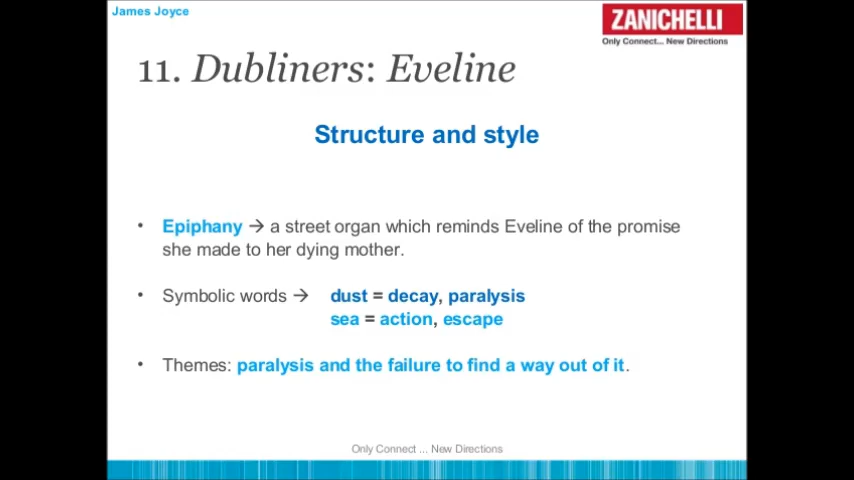 James Joyce
ZANICHELLI
Only Connect... New Directions
11. Dubliners: Eveline
Structure and style
• Epiphany → a street organ which reminds Eveline of the promise
she made to her dying mother.
• Symbolic words → dust = decay, paralysis
sea = action, escape
• Themes: paralysis and the failure to find a way out of it.
Only Connect ... New Directions